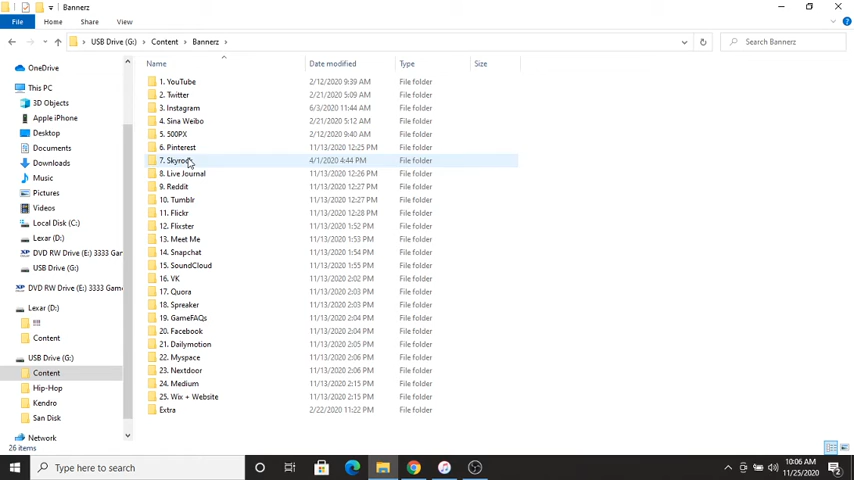 Bannerz
File Home Share View
USB Drive (G:) > Content > Bannerz > Search Bannerz
Name Date modified Type Size
OneDrive
This PC
3D Objects
Apple iPhone
Desktop
Documents
Downloads
Music
Pictures
Videos
Local Disk (C:)
Lexar (D:)
DVD RW Drive (E:) 3333 Gar
USB Drive (G:)
DVD RW Drive (E:) 3333 Gam
Lexar (D:)
!!!
Content
USB Drive (G:)
Content
Hip-Hop
Kendro
San Disk
Network
1. YouTube 2/12/2020 9:39 AM File folder
2. Twitter 2/21/2020 5:09 AM File folder
3. Instagram 6/3/2020 11:44 AM File folder
4. Sina Weibo 2/21/2020 5:12 AM File folder
5. 500PX 2/12/2020 9:40 AM File folder
6. Pinterest 11/13/2020 12:25 PM File folder
7. Skyrock 4/1/2020 4:44 PM File folder
8. Live Journal 11/13/2020 12:26 PM File folder
9. Reddit 11/13/2020 12:27 PM File folder
10. Tumblr 11/13/2020 12:27 PM File folder
11. Flickr 11/13/2020 12:28 PM File folder
12. Flixster 11/13/2020 1:52 PM File folder
13. Meet Me 11/13/2020 1:53 PM File folder
14. Snapchat 11/13/2020 1:54 PM File folder
15. SoundCloud 11/13/2020 1:55 PM File folder
16. VK 11/13/2020 2:02 PM File folder
17. Quora 11/13/2020 2:03 PM File folder
18. Spreaker 11/13/2020 2:03 PM File folder
19. GameFAQs 11/13/2020 2:04 PM File folder
20. Facebook 11/13/2020 2:04 PM File folder
21. Dailymotion 11/13/2020 2:05 PM File folder
22. Myspace 11/13/2020 2:06 PM File folder
23. Nextdoor 11/13/2020 2:06 PM File folder
24. Medium 11/13/2020 2:15 PM File folder
25. Wix + Website 11/13/2020 2:15 PM File folder
Extra 2/22/2020 11:22 PM File folder
26 items
Type here to search
10:06 AM
11/25/2020
2